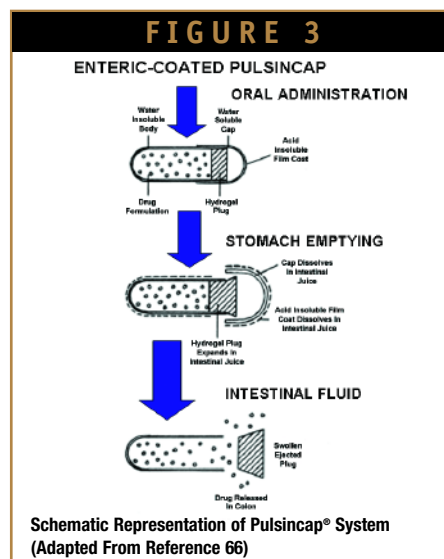 FIGURE 3
ENTERIC-COATED PULSINCAP
ORAL ADMINISTRATION
Water
Insoluble
Body
Water
Soluble
Cap
Acid
Insoluble
Film Coat
Drug
Formulation
Hydrogel
Plug
STOMACH EMPTYING
Cap Dissolves
In Intestinal
Juice
Acid Insoluble Film
Coat Dissolves In
Intestinal Juice
Hydrogel Plug
Expands In
Intestinal Juice
INTESTINAL FLUID
Swollen
Ejected
Plug
Drug Released
In Colon
Schematic Representation of Pulsincap® System
(Adapted From Reference 66)